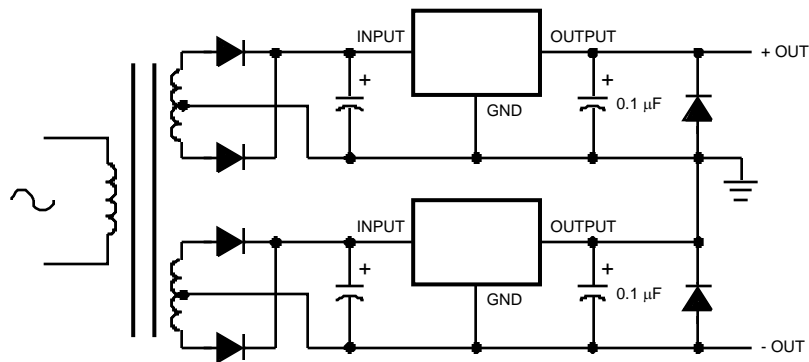 INPUT
OUTPUT
+ OUT
+
+
0.1 μF
GND
INPUT
OUTPUT
+
+
0.1 μF
GND
- OUT